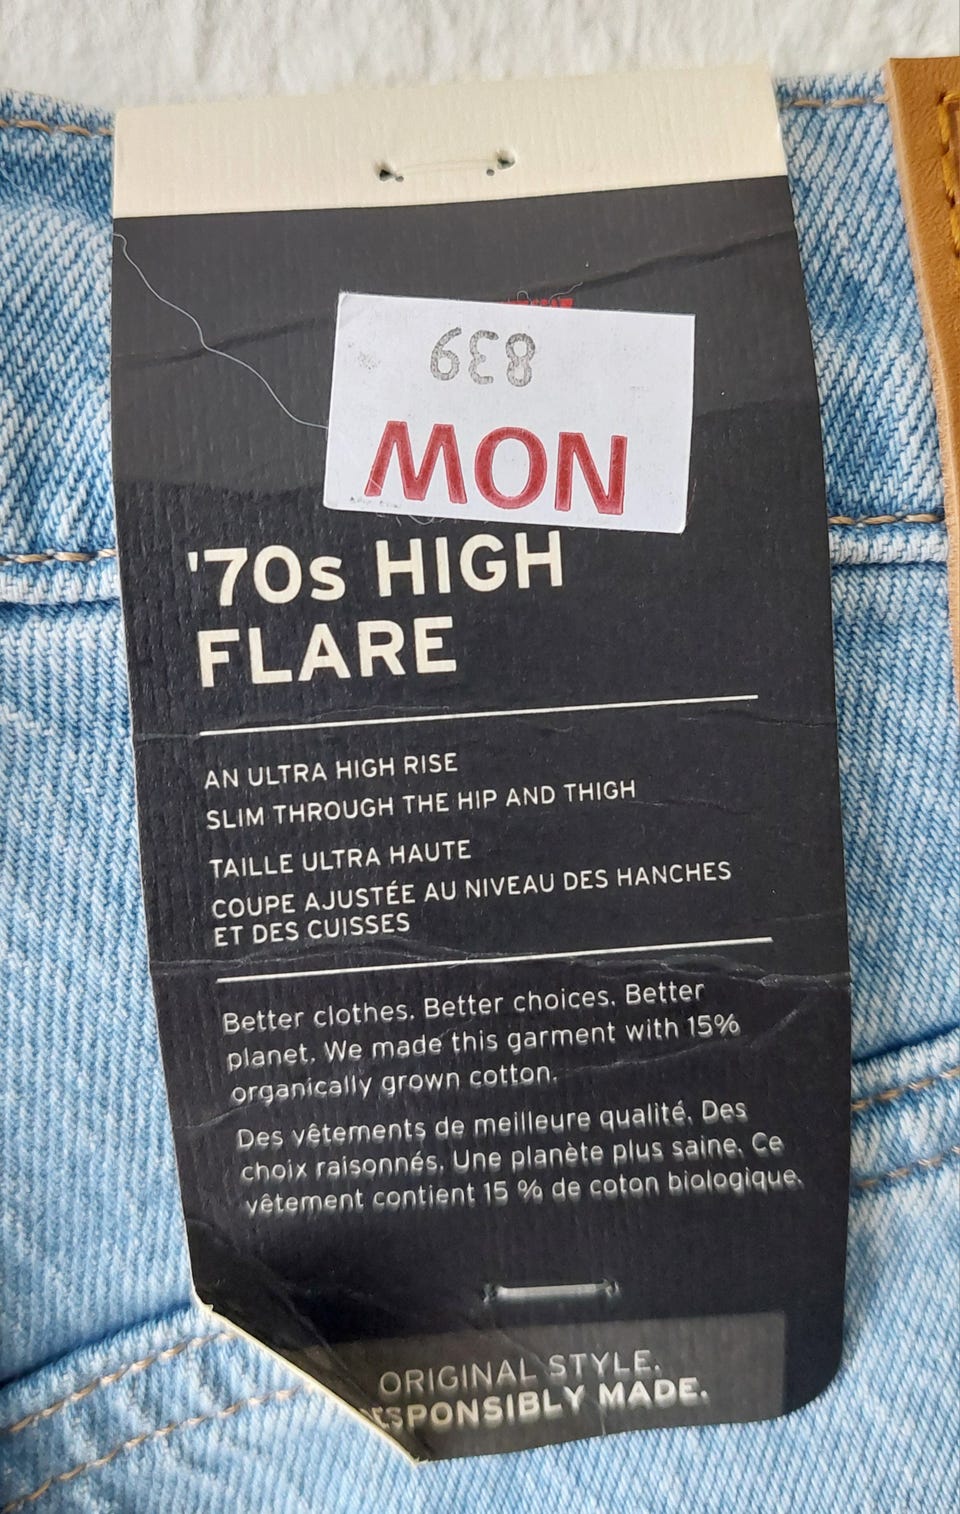 NOW
839
'70s HIGH
FLARE
AN ULTRA HIGH RISE
SLIM THROUGH THE HIP AND THIGH
TAILLE ULTRA HAUTE
COUPE AJUSTÉE AU NIVEAU DES HANCHES
ET DES CUISSES
Better clothes. Better choices. Better
planet. We made this garment with 15%
organically grown cotton.
Des vêtements de meilleure qualité. Des
choix raisonnés. Une planète plus saine. Ce
vêtement contient 15 % de coton biologique.
ORIGINAL STYLE.
ESPONSIBLY MADE.